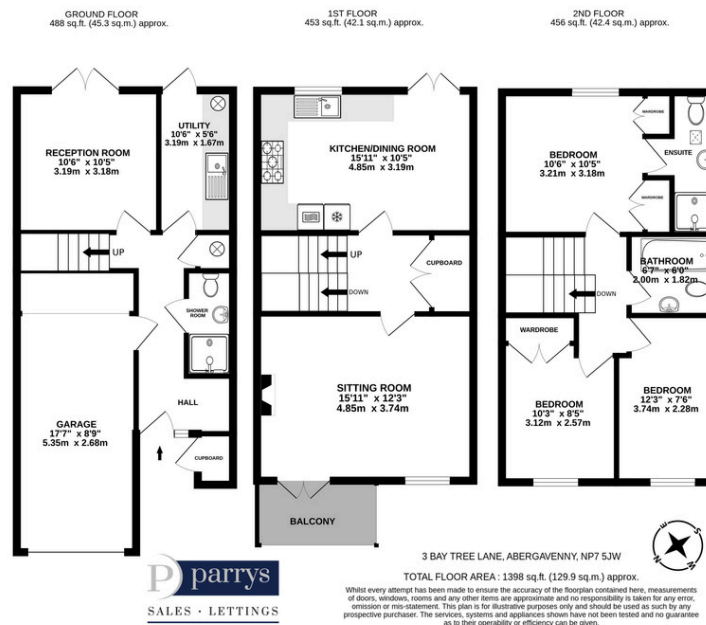 GROUND FLOOR
488 sq.ft. (45.3 sq.m.) approx.
RECEPTION ROOM
10'6" x 10'5"
3.19m x 3.18m
UTILITY
10'6" x 5'6"
3.19m x 1.67m
UP
SHOWER
ROOM
HALL
GARAGE
17'7" x 8'9"
5.35m x 2.68m
CUPBOARD
1ST FLOOR
453 sq.ft. (42.1 sq.m.) approx.
KITCHEN/DINING ROOM
15'11" x 10'5"
4.85m x 3.19m
UP
DOWN
CUPBOARD
SITTING ROOM
15'11" x 12'3"
4.85m x 3.74m
BALCONY
2ND FLOOR
456 sq.ft. (42.4 sq.m.) approx.
WARDROBE
BEDROOM
10'6" x 10'5"
3.21m x 3.18m
ENSUITE
WARDROBE
BATHROOM
6'7" x 6'0"
2.00m x 1.82m
DOWN
WARDROBE
BEDROOM
10'3" x 8'5"
3.12m x 2.57m
BEDROOM
12'3" x 7'6"
3.74m x 2.28m
P parrys
SALES · LETTINGS
N
E
S
W
3 BAY TREE LANE, ABERGAVENNY, NP7 5JW
TOTAL FLOOR AREA : 1398 sq.ft. (129.9 sq.m.) approx.
Whilst every attempt has been made to ensure the accuracy of the floorplan contained here, measurements
of doors, windows, rooms and any other items are approximate and no responsibility is taken for any error,
omission or mis-statement. This plan is for illustrative purposes only and should be used as such by any
prospective purchaser. The services, systems and appliances shown have not been tested and no guarantee
as to their operability or efficiency can be given.